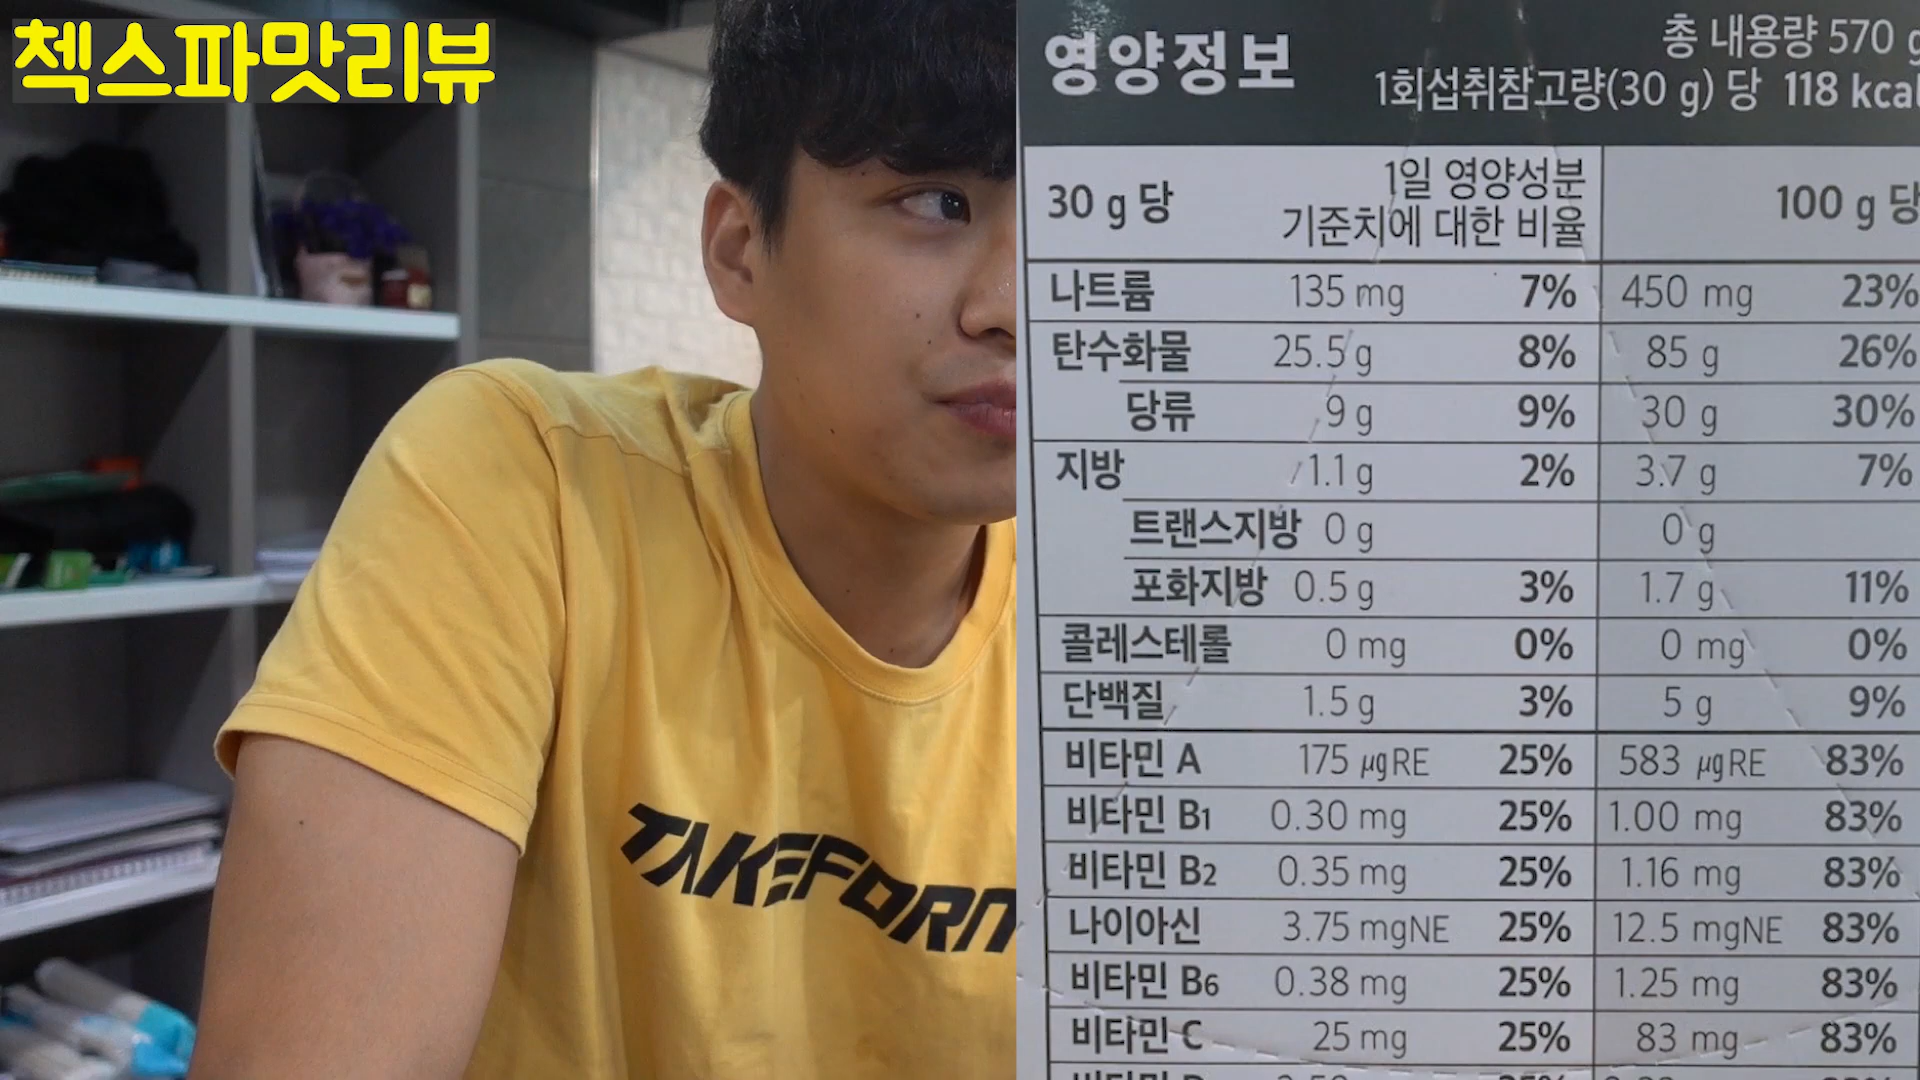 첵스파맛리뷰
TAKEFORM
영양정보
총 내용량 570 g
1회섭취참고량(30 g) 당 118 kcal
30 g 당
1일 영양성분
기준치에 대한 비율
100 g 당
나트륨 135 mg 7% 450 mg 23%
탄수화물 25.5 g 8% 85 g 26%
당류 9 g 9% 30 g 30%
지방 1.1 g 2% 3.7 g 7%
트랜스지방 0 g 0 g
포화지방 0.5 g 3% 1.7 g 11%
콜레스테롤 0 mg 0% 0 mg 0%
단백질 1.5 g 3% 5 g 9%
비타민 A 175 μgRE 25% 583 μgRE 83%
비타민 B1 0.30 mg 25% 1.00 mg 83%
비타민 B2 0.35 mg 25% 1.16 mg 83%
나이아신 3.75 mgNE 25% 12.5 mgNE 83%
비타민 B6 0.38 mg 25% 1.25 mg 83%
비타민 C 25 mg 25% 83 mg 83%